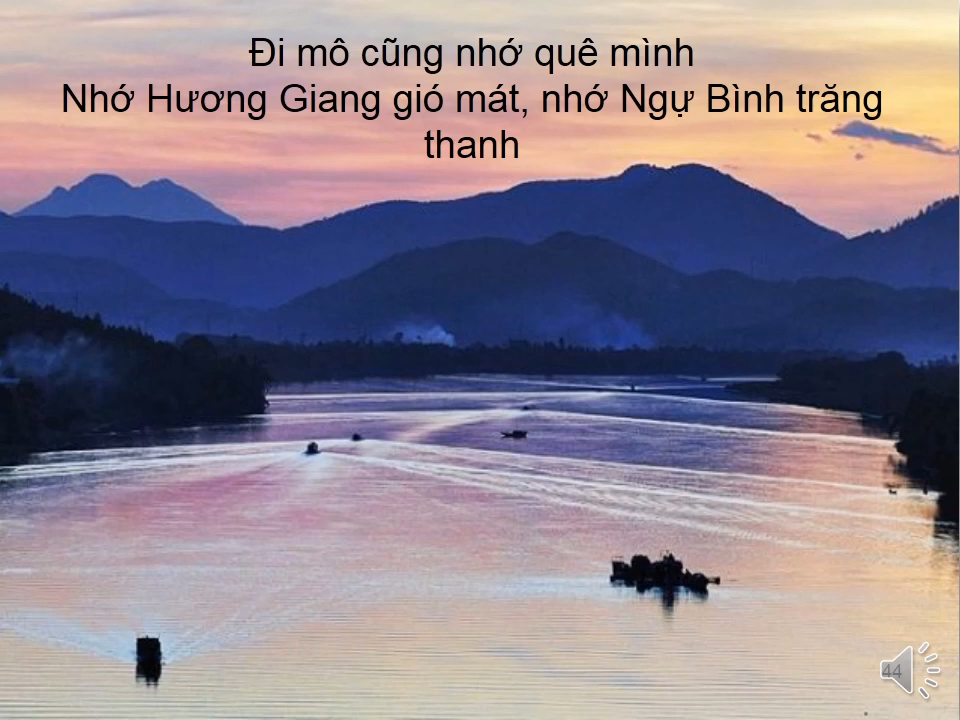 Đi mô cũng nhớ quê mình
Nhớ Hương Giang gió mát, nhớ Ngự Bình trăng
thanh
44